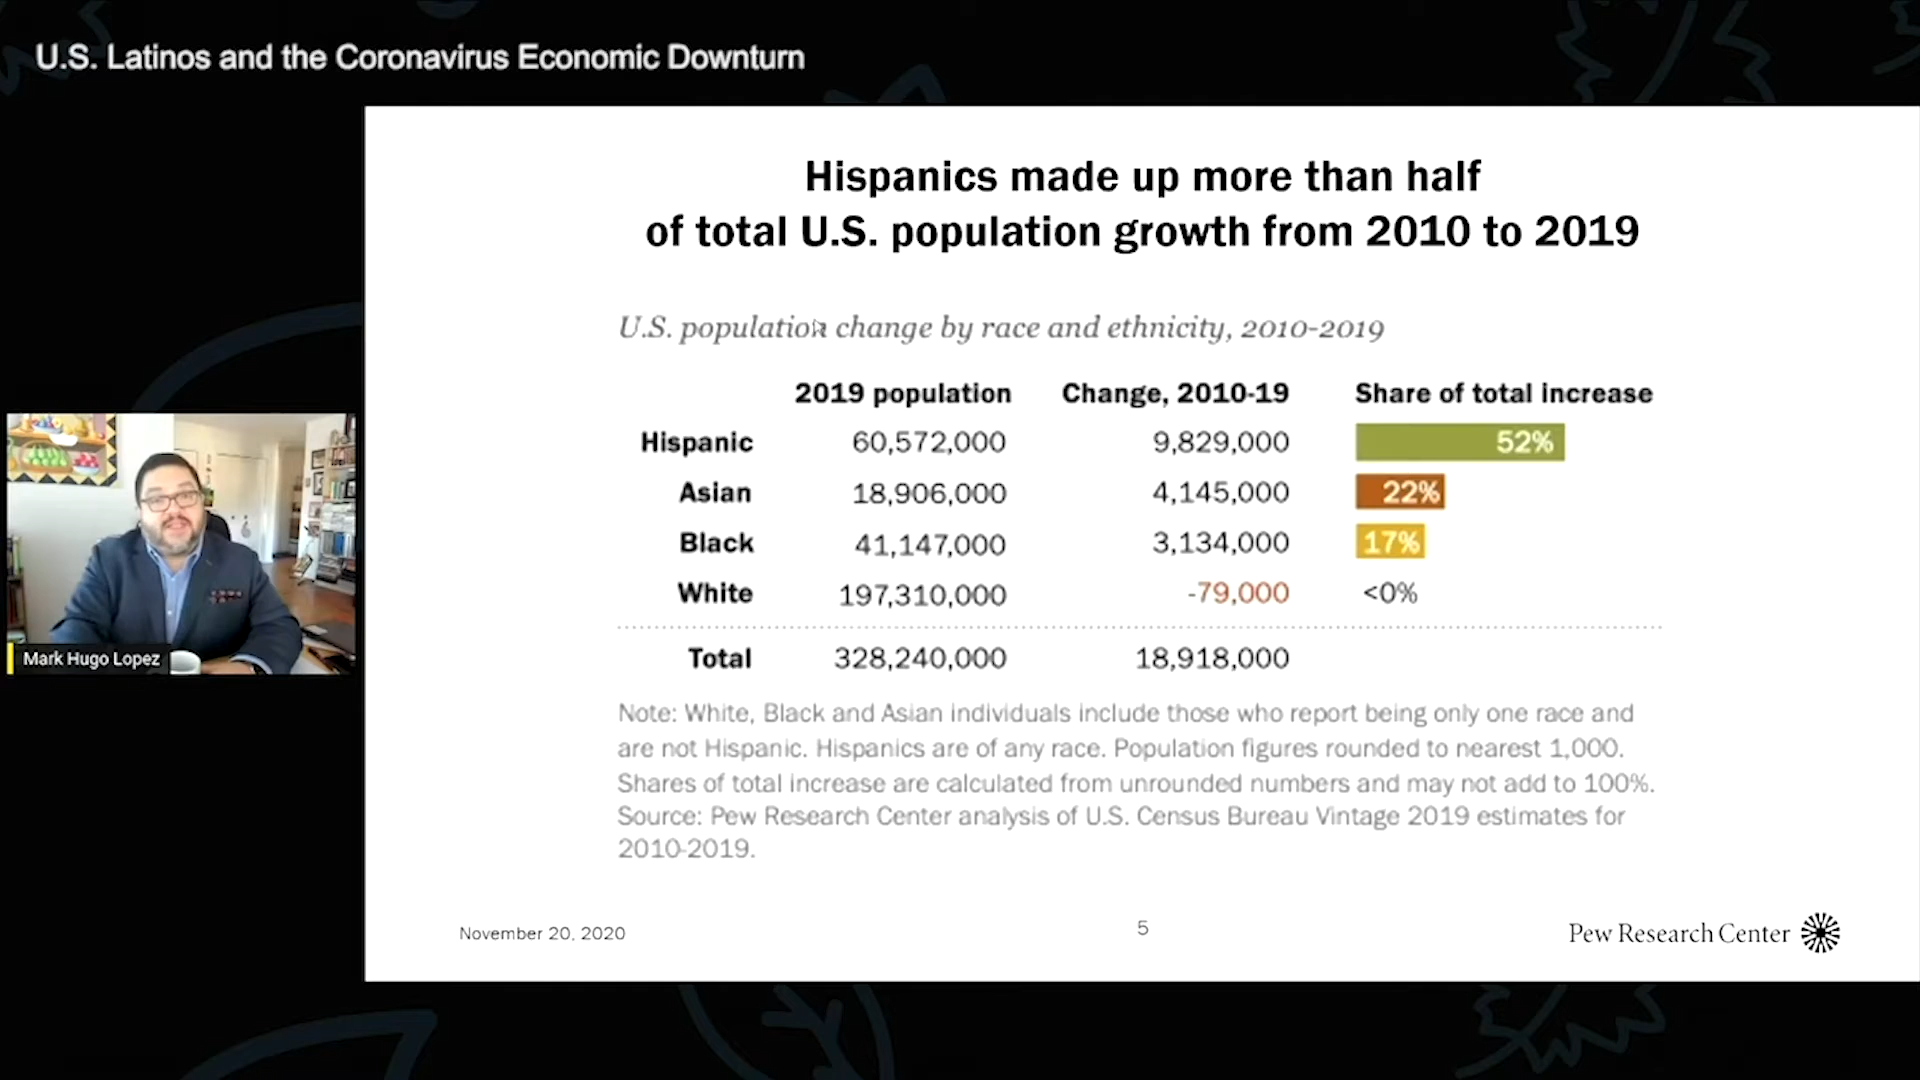 U.S. Latinos and the Coronavirus Economic Downturn
Hispanics made up more than half
of total U.S. population growth from 2010 to 2019
U.S. population change by race and ethnicity, 2010-2019
2019 population Change, 2010-19 Share of total increase
Hispanic 60,572,000 9,829,000 52%
Asian 18,906,000 4,145,000 22%
Black 41,147,000 3,134,000 17%
White 197,310,000 -79,000 <0%
Total 328,240,000 18,918,000
Note: White, Black and Asian individuals include those who report being only one race and
are not Hispanic. Hispanics are of any race. Population figures rounded to nearest 1,000.
Shares of total increase are calculated from unrounded numbers and may not add to 100%.
Source: Pew Research Center analysis of U.S. Census Bureau Vintage 2019 estimates for
2010-2019.
Mark Hugo Lopez
November 20, 2020
5
Pew Research Center